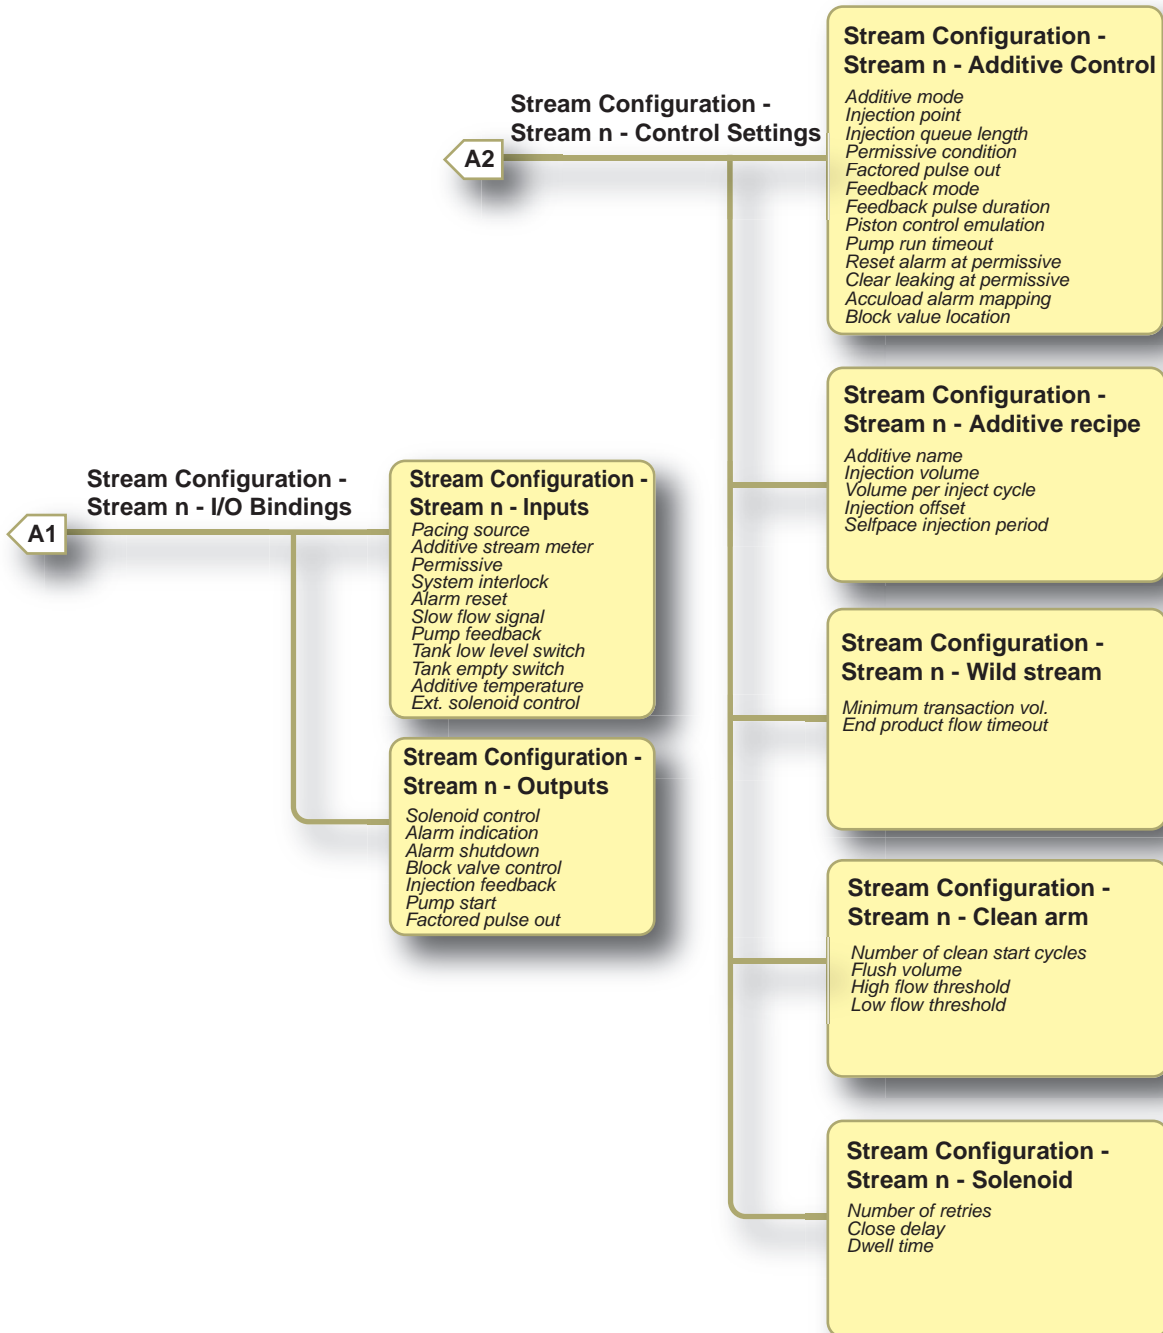 Stream Configuration -
Stream n - Control Settings
A2
Stream Configuration -
Stream n - Additive Control
Additive mode
Injection point
Injection queue length
Permissive condition
Factored pulse out
Feedback mode
Feedback pulse duration
Piston control emulation
Pump run timeout
Reset alarm at permissive
Clear leaking at permissive
Accuload alarm mapping
Block value location
Stream Configuration -
Stream n - Additive recipe
Additive name
Injection volume
Volume per inject cycle
Injection offset
Selfpace injection period
Stream Configuration -
Stream n - I/O Bindings
A1
Stream Configuration -
Stream n - Inputs
Pacing source
Additive stream meter
Permissive
System interlock
Alarm reset
Slow flow signal
Pump feedback
Tank low level switch
Tank empty switch
Additive temperature
Ext. solenoid control
Stream Configuration -
Stream n - Outputs
Solenoid control
Alarm indication
Alarm shutdown
Block valve control
Injection feedback
Pump start
Factored pulse out
Stream Configuration -
Stream n - Wild stream
Minimum transaction vol.
End product flow timeout
Stream Configuration -
Stream n - Clean arm
Number of clean start cycles
Flush volume
High flow threshold
Low flow threshold
Stream Configuration -
Stream n - Solenoid
Number of retries
Close delay
Dwell time